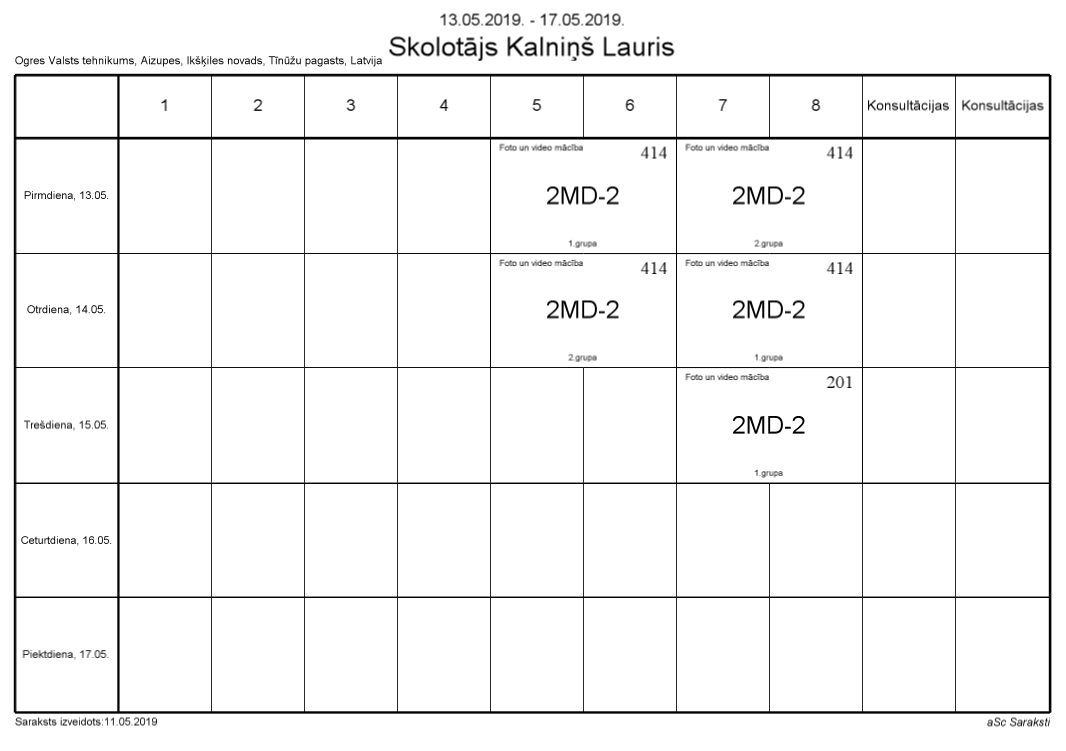 13.05.2019. - 17.05.2019.
Skolotājs Kalniņš Lauris
Ogres Valsts tehnikums, Aizupes, Ikšķiles novads, Tīnūžu pagasts, Latvija
1 2 3 4 5 6 7 8 Konsultācijas Konsultācijas
Foto un video mācība 414 Foto un video mācība 414
Pirmdiena, 13.05. 2MD-2 2MD-2
1.grupa 2.grupa
Foto un video mācība 414 Foto un video mācība 414
Otrdiena, 14.05. 2MD-2 2MD-2
2.grupa 1.grupa
Foto un video mācība 201
Trešdiena, 15.05. 2MD-2
1.grupa
Ceturtdiena, 16.05.
Piektdiena, 17.05.
Saraksts izveidots:11.05.2019 aSc Saraksti